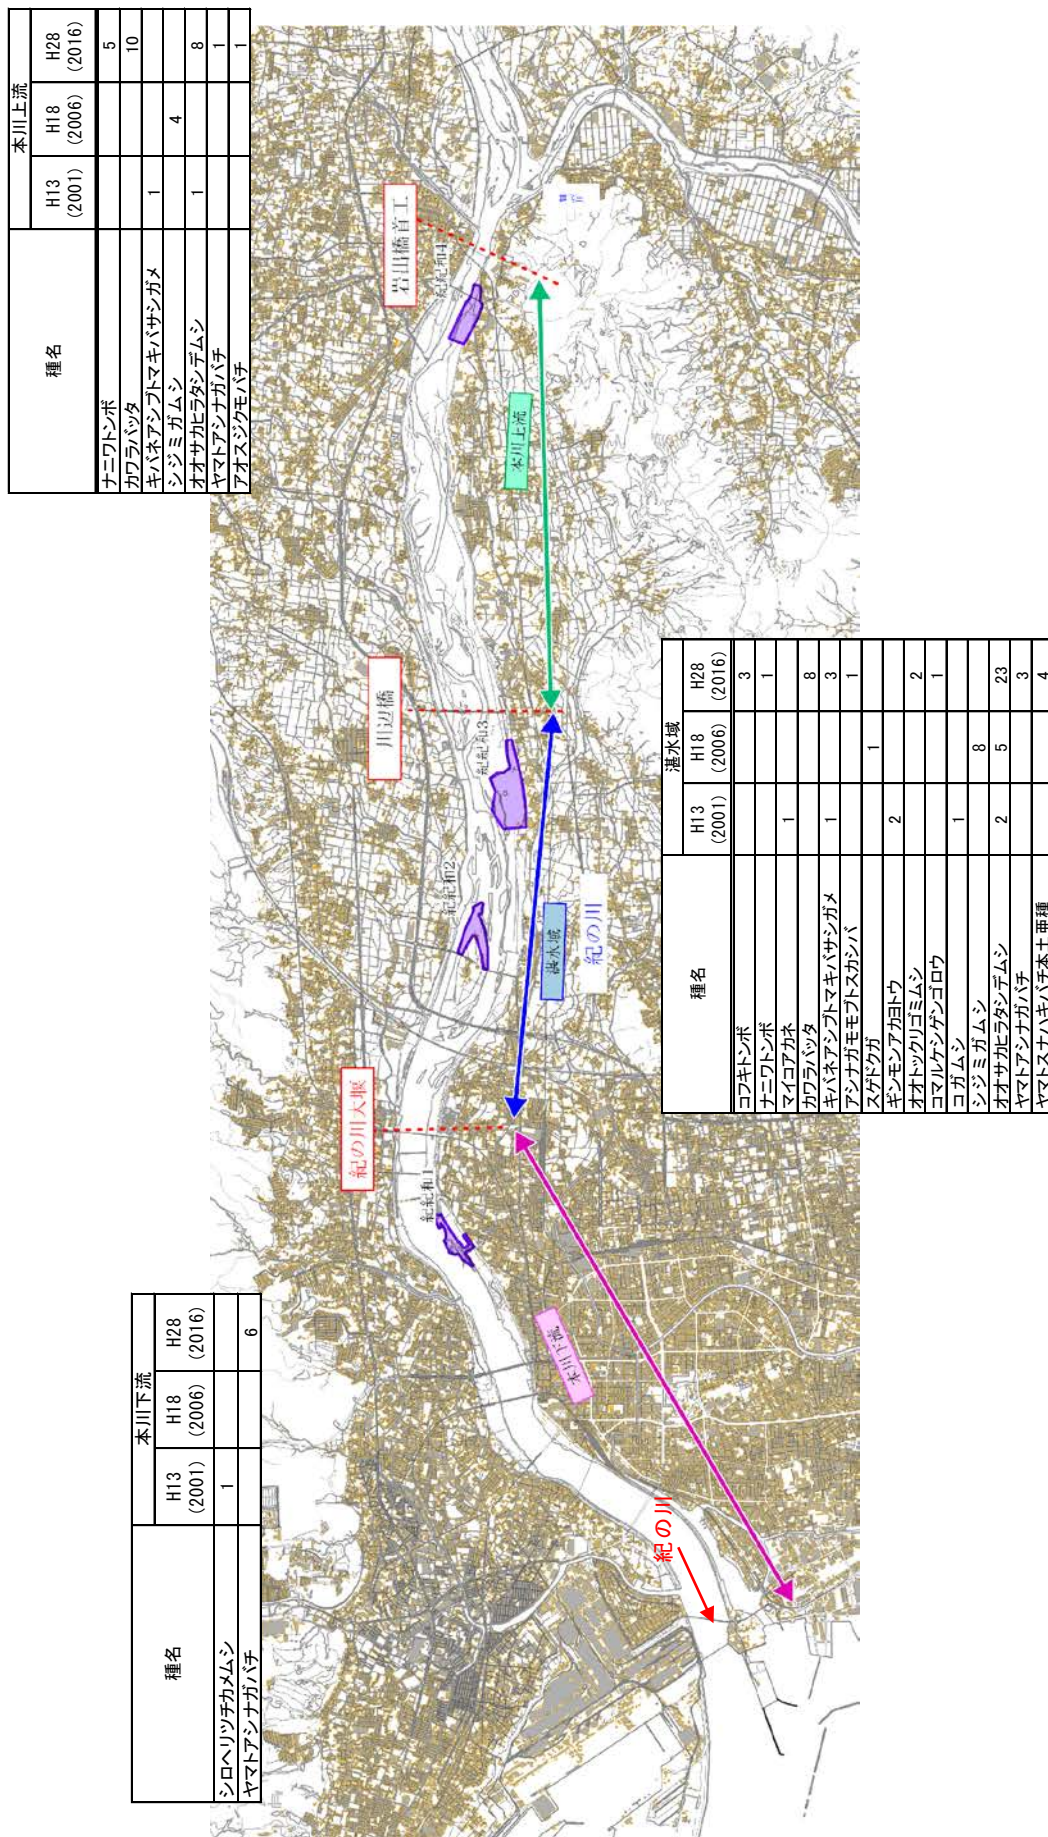 本川上流
種名 H13 (2001) H18 (2006) H28 (2016)
ナニワトンボ 5
カワラバッタ 10
キバネアシブトマキバサシガメ 1
シジミガムシ 4
オオサカヒラタシデムシ 1 8
ヤマトアシナガバチ 1
アオスジクモバチ 1
本川下流
種名 H13 (2001) H18 (2006) H28 (2016)
シロヘリツチカメムシ 1
ヤマトアシナガバチ 6
湛水域
種名 H13 (2001) H18 (2006) H28 (2016)
コフキトンボ 3
ナニワトンボ 1
マイコアカネ 1
カワラバッタ 8
キバネアシブトマキバサシガメ 1 3
アシナガモモブトスカシバ 1
スゲドクガ 1
ギンモンアカヨトウ 2
オオトックリゴミムシ 2
コマルケシゲンゴロウ 1
コガムシ 1
シジミガムシ 8
オオサカヒラタシデムシ 2 5 23
ヤマトアシナガバチ 3
ヤマトスナハキバチ本土亜種 4
紀の川大堰
川辺橋
岩出橋首工
紀紀和1
紀紀和2
紀紀和3
紀紀和4
本川下流
湛水域
本川上流
紀の川
紀の川